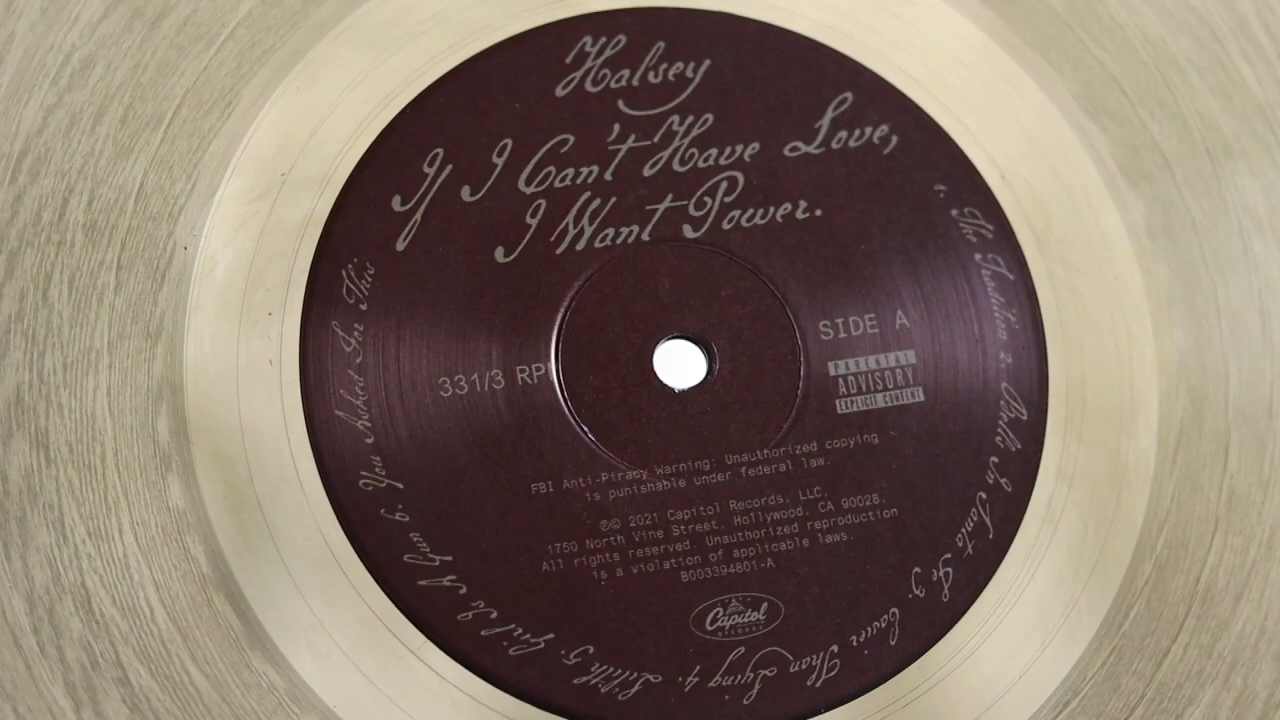 Halsey
If I Can't Have Love,
I Want Power.
SIDE A
331/3 RP
PARENTAL
ADVISORY
EXPLICIT CONTENT
FBI Anti-Piracy Warning: Unauthorized copying
is punishable under federal law.
℗© 2021 Capitol Records, LLC,
1750 North Vine Street, Hollywood, CA 90028.
All rights reserved. Unauthorized reproduction
is a violation of applicable laws.
B003394801-A
Capitol
RECORDS
1. The Tradition 2. Bells In Santa Fe 3. Easier Than Lying 4. Lilith 5. Girl Is A Gun 6. You Asked For This